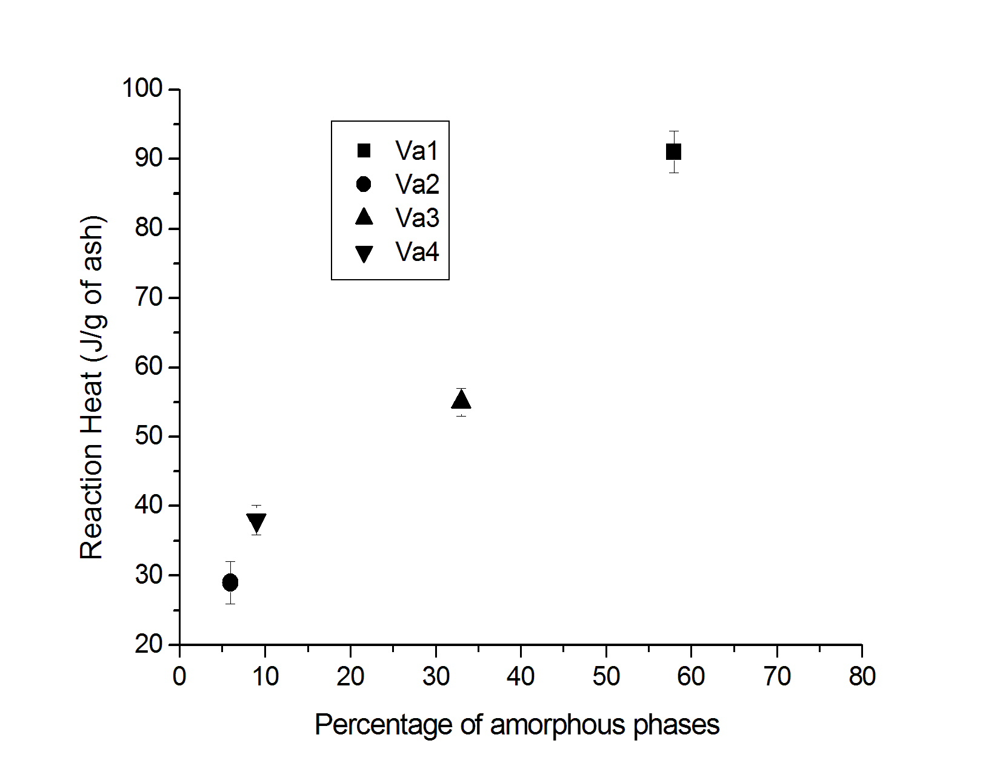 100
90
80
70
60
50
40
30
20
Reaction Heat (J/g of ash)
Va1
Va2
Va3
Va4
0 10 20 30 40 50 60 70 80
Percentage of amorphous phases